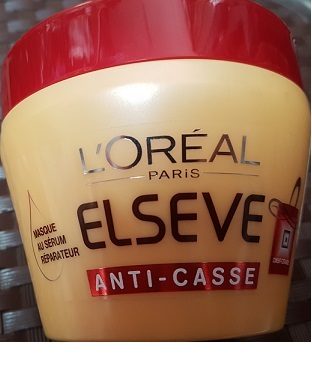 L'ORÉAL
PARIS
ELSEVE
MASQUE
AU SÉRUM
RÉPARATEUR
ANTI-CASSE